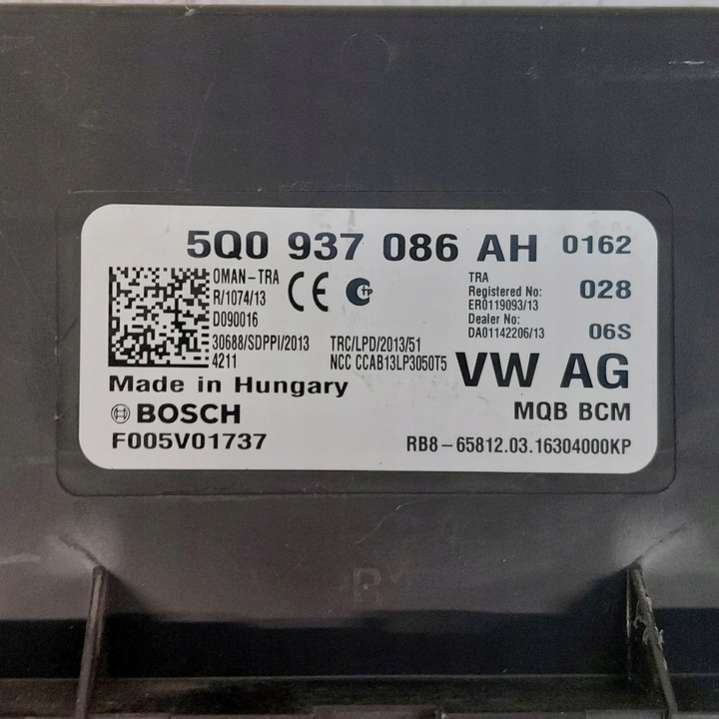 5Q0 937 086 AH 0162
OMAN-TRA
R/1074/13
D090016
30688/SDPPI/2013
4211
CE
TRC/LPD/2013/51
NCC CCAB13LP3050T5
TRA
Registered No:
ER0119093/13
Dealer No:
DA01142206/13
028
06S
VW AG
Made in Hungary
BOSCH
F005V01737
MQB BCM
RB8-65812.03.16304000KP